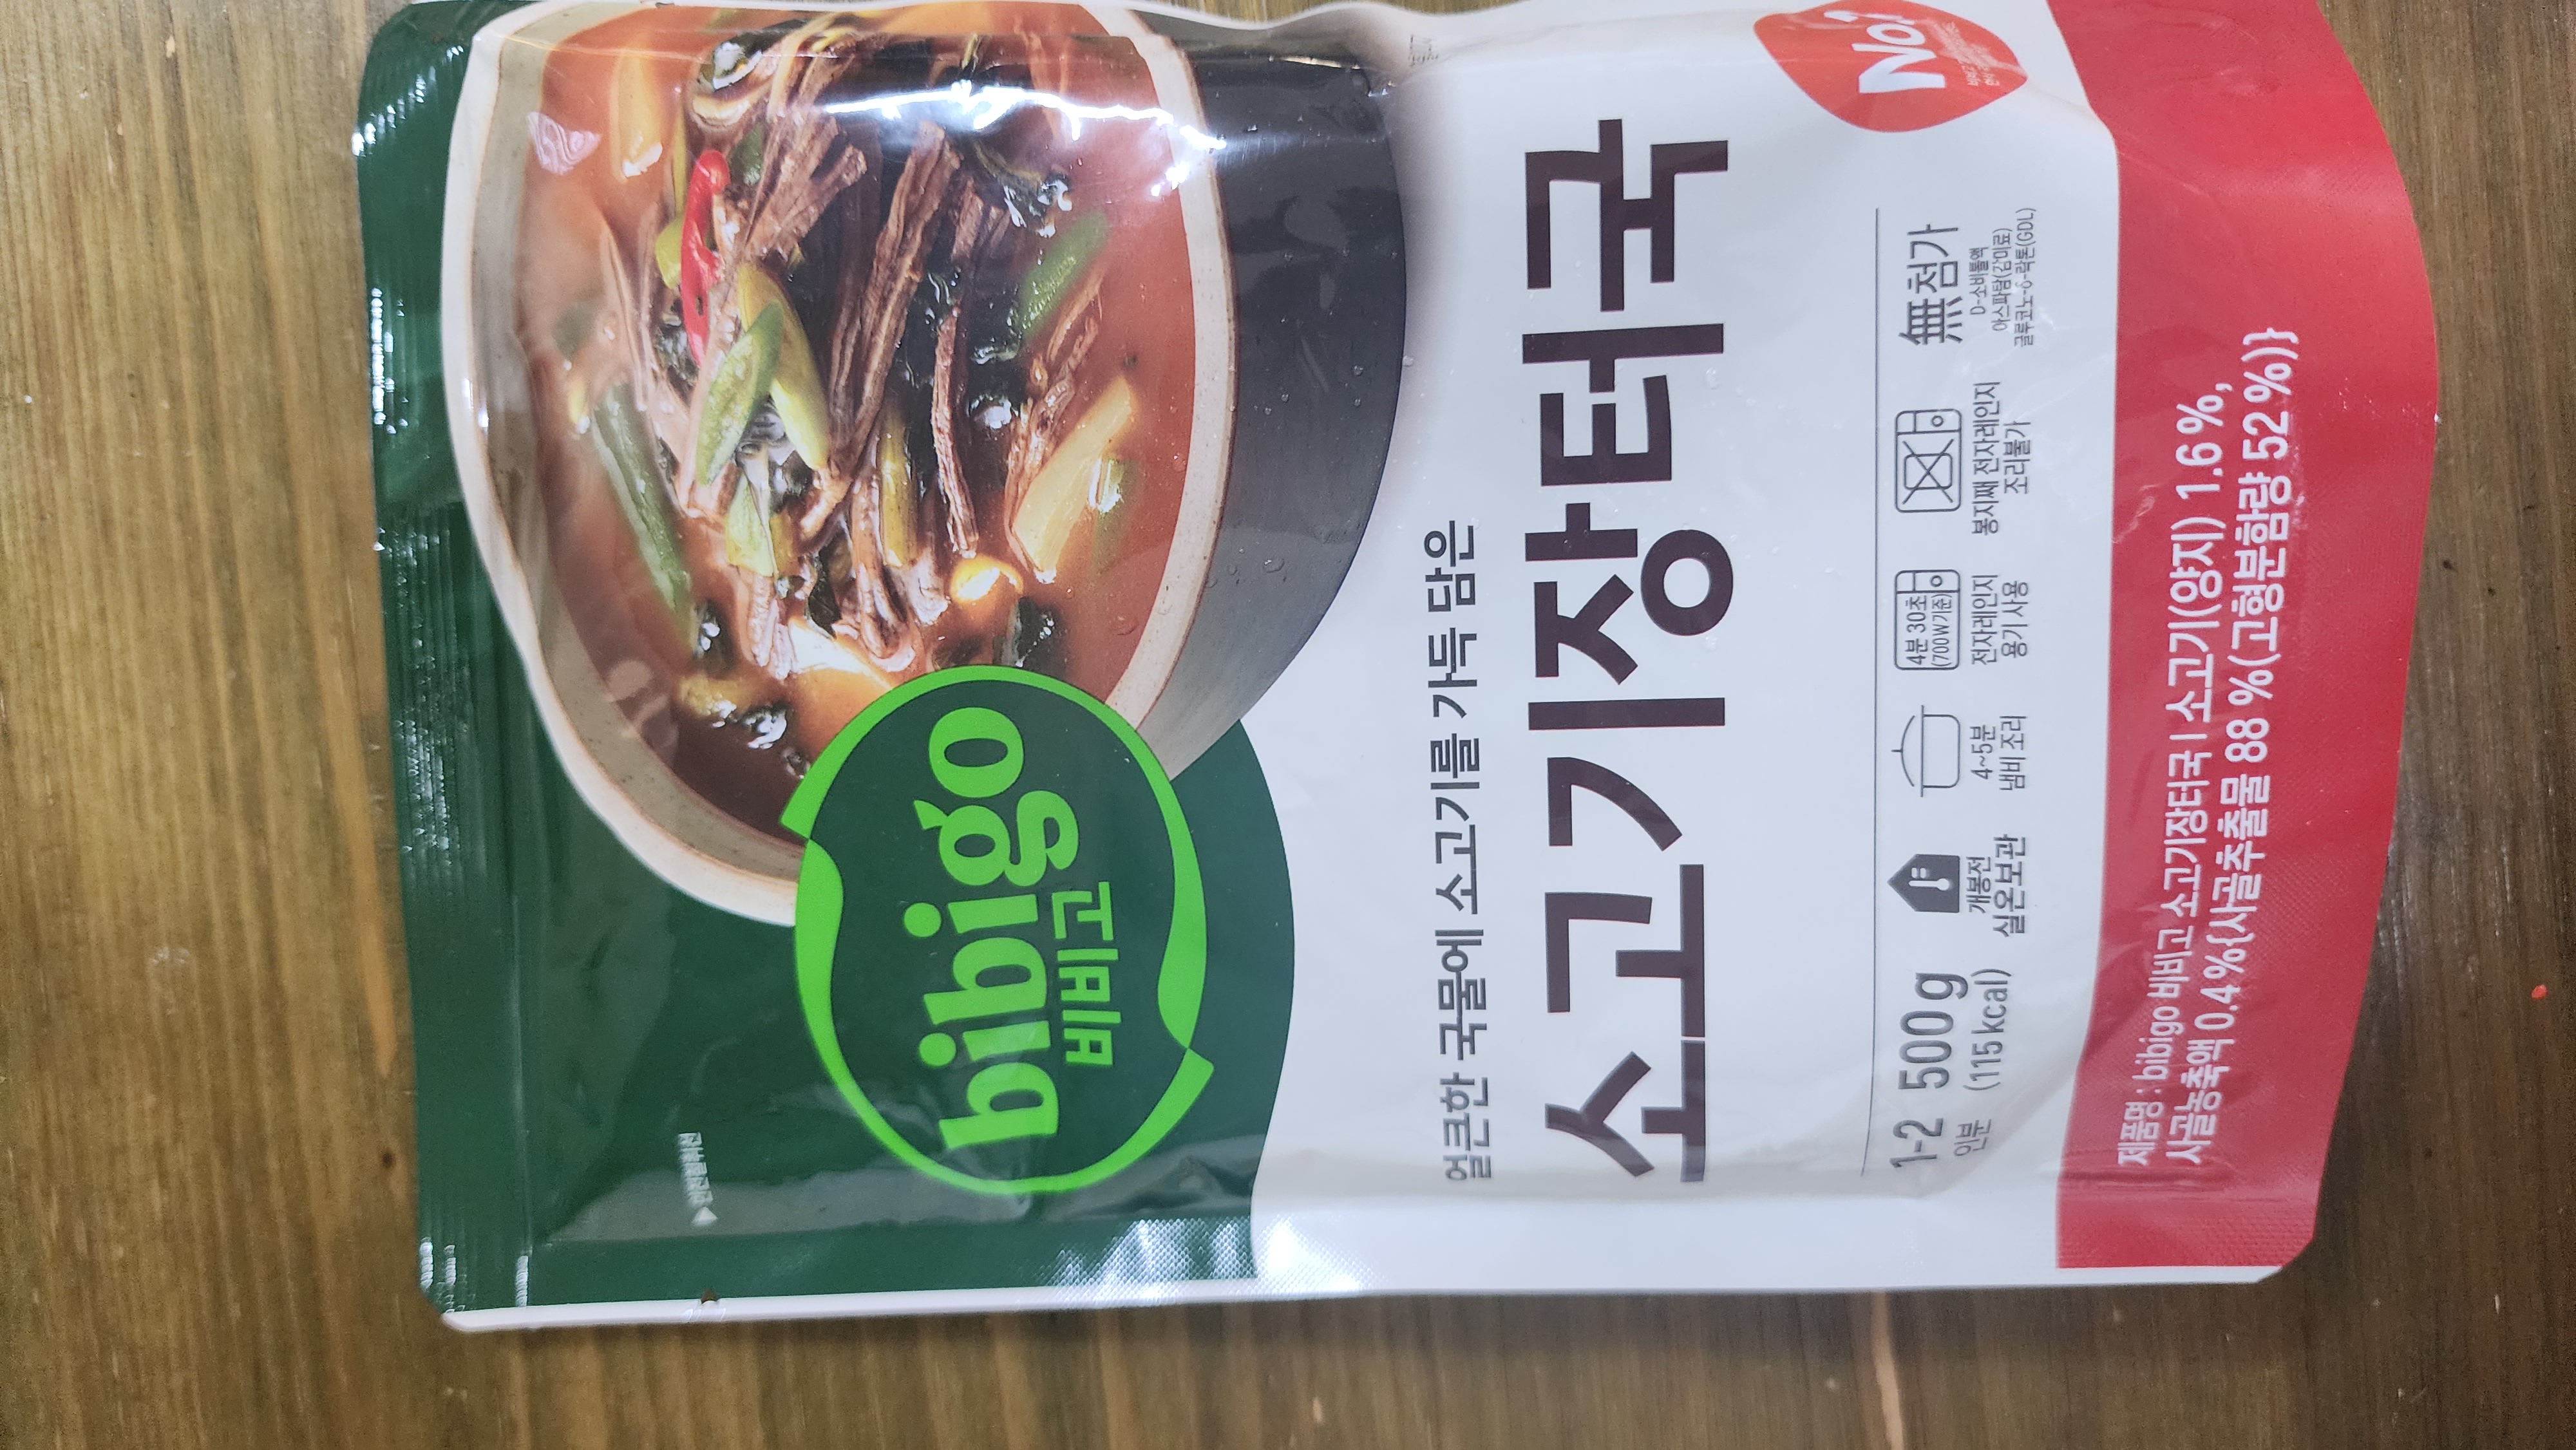 안전절취선
bibigo
비비고
얼큰한 국물에 소고기를 가득 담은
소고기장터국
No.1
1-2
인분
500g
(115 kcal)
개봉전
실온보관
4~5분
냄비 조리
4분 30초
(700W기준)
전자레인지
용기 사용
봉지째 전자레인지
조리불가
無첨가
D-소비톨액
아스파탐(감미료)
글루코노-δ-락톤(GDL)
제품명 : bibigo 비비고 소고기장터국 | 소고기(양지) 1.6 %,
사골농축액 0.4 %{사골추출물 88 %(고형분함량 52 %)}